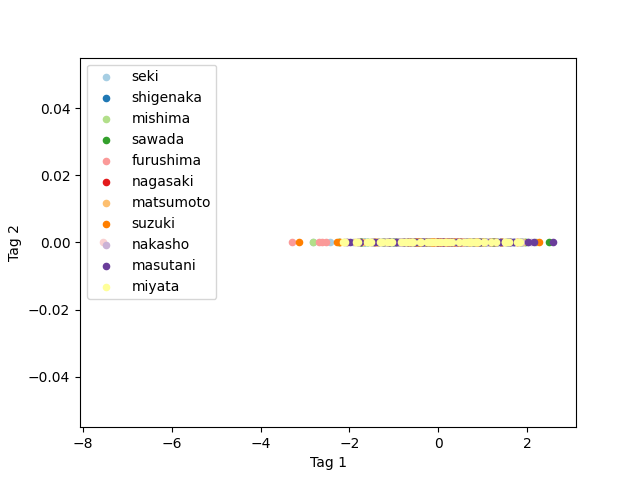 seki
shigenaka
mishima
sawada
furushima
nagasaki
matsumoto
suzuki
nakasho
masutani
miyata
0.04
0.02
0.00
−0.02
−0.04
Tag 2
−8
−6
−4
−2
0
2
Tag 1